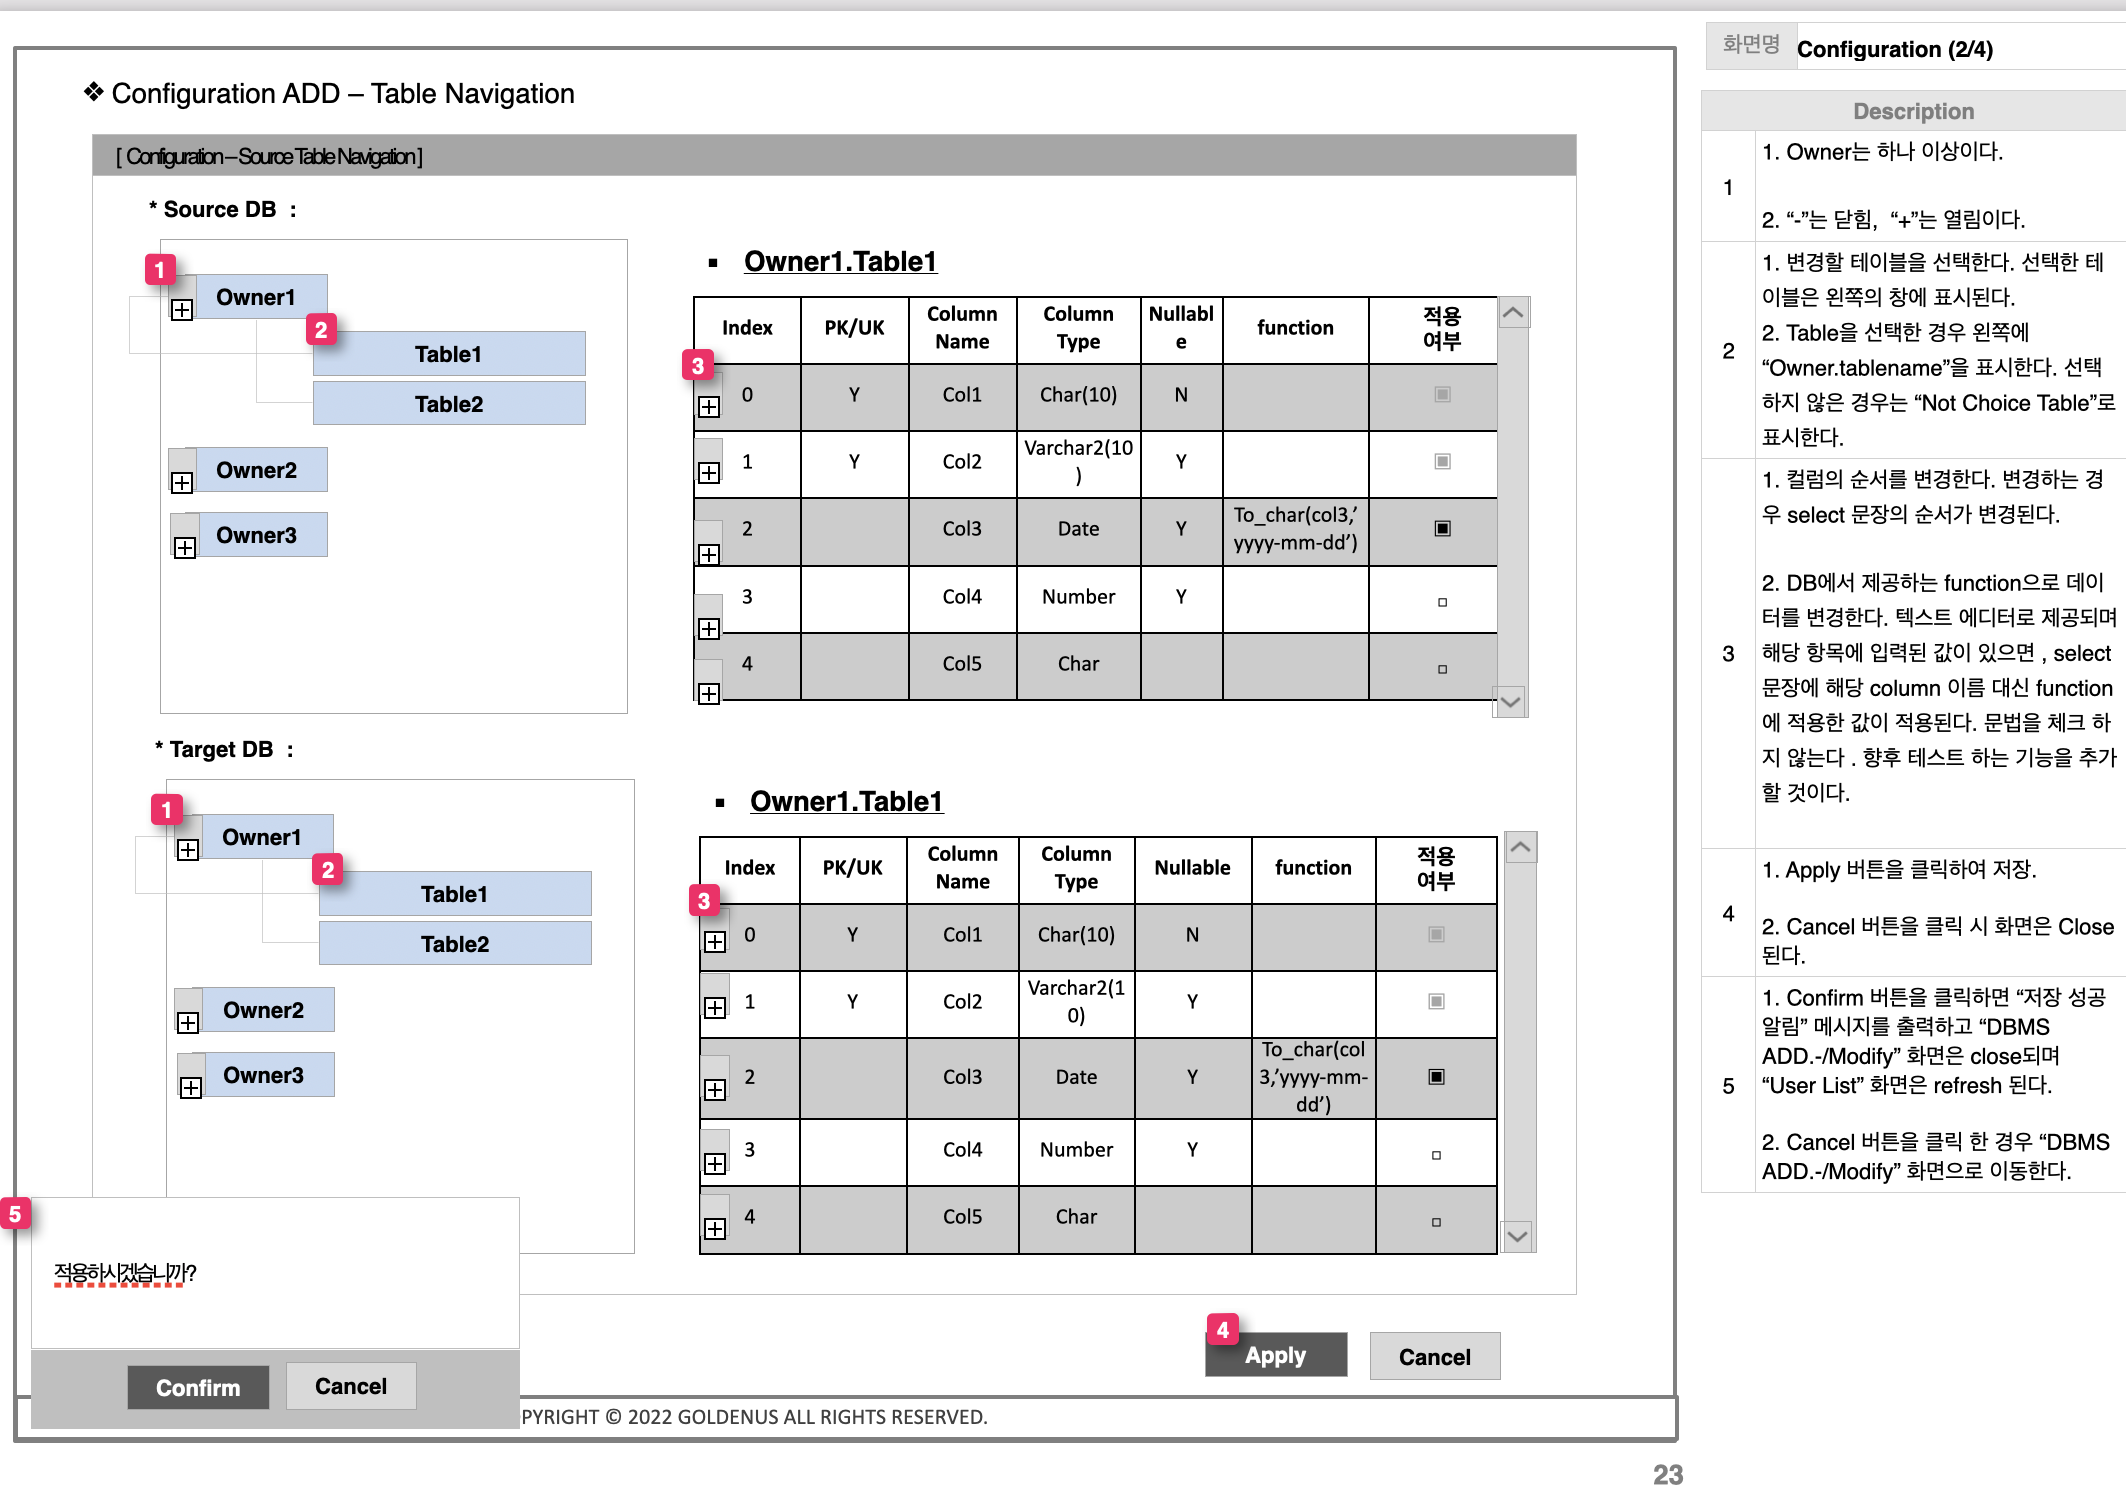 화면명 Configuration (2/4)
❖ Configuration ADD – Table Navigation
[ Configuration – Source Table Navigation ]
* Source DB :
1
Owner1
2
Table1
Table2
Owner2
Owner3
▪ Owner1.Table1
Index PK/UK Column Name Column Type Nullable function 적용 여부
3
0 Y Col1 Char(10) N
1 Y Col2 Varchar2(10)
Y
2 Col3 Date Y To_char(col3,’
yyyy-mm-dd’)
3 Col4 Number Y
4 Col5 Char
* Target DB :
1
Owner1
2
Table1
Table2
Owner2
Owner3
▪ Owner1.Table1
Index PK/UK Column Name Column Type Nullable function 적용 여부
3
0 Y Col1 Char(10) N
1 Y Col2 Varchar2(10) Y
2 Col3 Date Y To_char(col
3,’yyyy-mm-
dd’)
3 Col4 Number Y
4 Col5 Char
5
적용하시겠습니까?
Confirm Cancel
4
Apply Cancel
PYRIGHT © 2022 GOLDENUS ALL RIGHTS RESERVED.
23
Description
1
1. Owner는 하나 이상이다.
2. “-”는 닫힘, “+”는 열림이다.
2
1. 변경할 테이블을 선택한다. 선택한 테
이블은 왼쪽의 창에 표시된다.
2. Table을 선택한 경우 왼쪽에
“Owner.tablename”을 표시한다. 선택
하지 않은 경우는 “Not Choice Table”로
표시한다.
3
1. 컬럼의 순서를 변경한다. 변경하는 경
우 select 문장의 순서가 변경된다.
2. DB에서 제공하는 function으로 데이
터를 변경한다. 텍스트 에디터로 제공되며
해당 항목에 입력된 값이 있으면 , select
문장에 해당 column 이름 대신 function
에 적용한 값이 적용된다. 문법을 체크 하
지 않는다 . 향후 테스트 하는 기능을 추가
할 것이다.
4
1. Apply 버튼을 클릭하여 저장.
2. Cancel 버튼을 클릭 시 화면은 Close
된다.
5
1. Confirm 버튼을 클릭하면 “저장 성공
알림” 메시지를 출력하고 “DBMS
ADD.-/Modify” 화면은 close되며
“User List” 화면은 refresh 된다.
2. Cancel 버튼을 클릭 한 경우 “DBMS
ADD.-/Modify” 화면으로 이동한다.